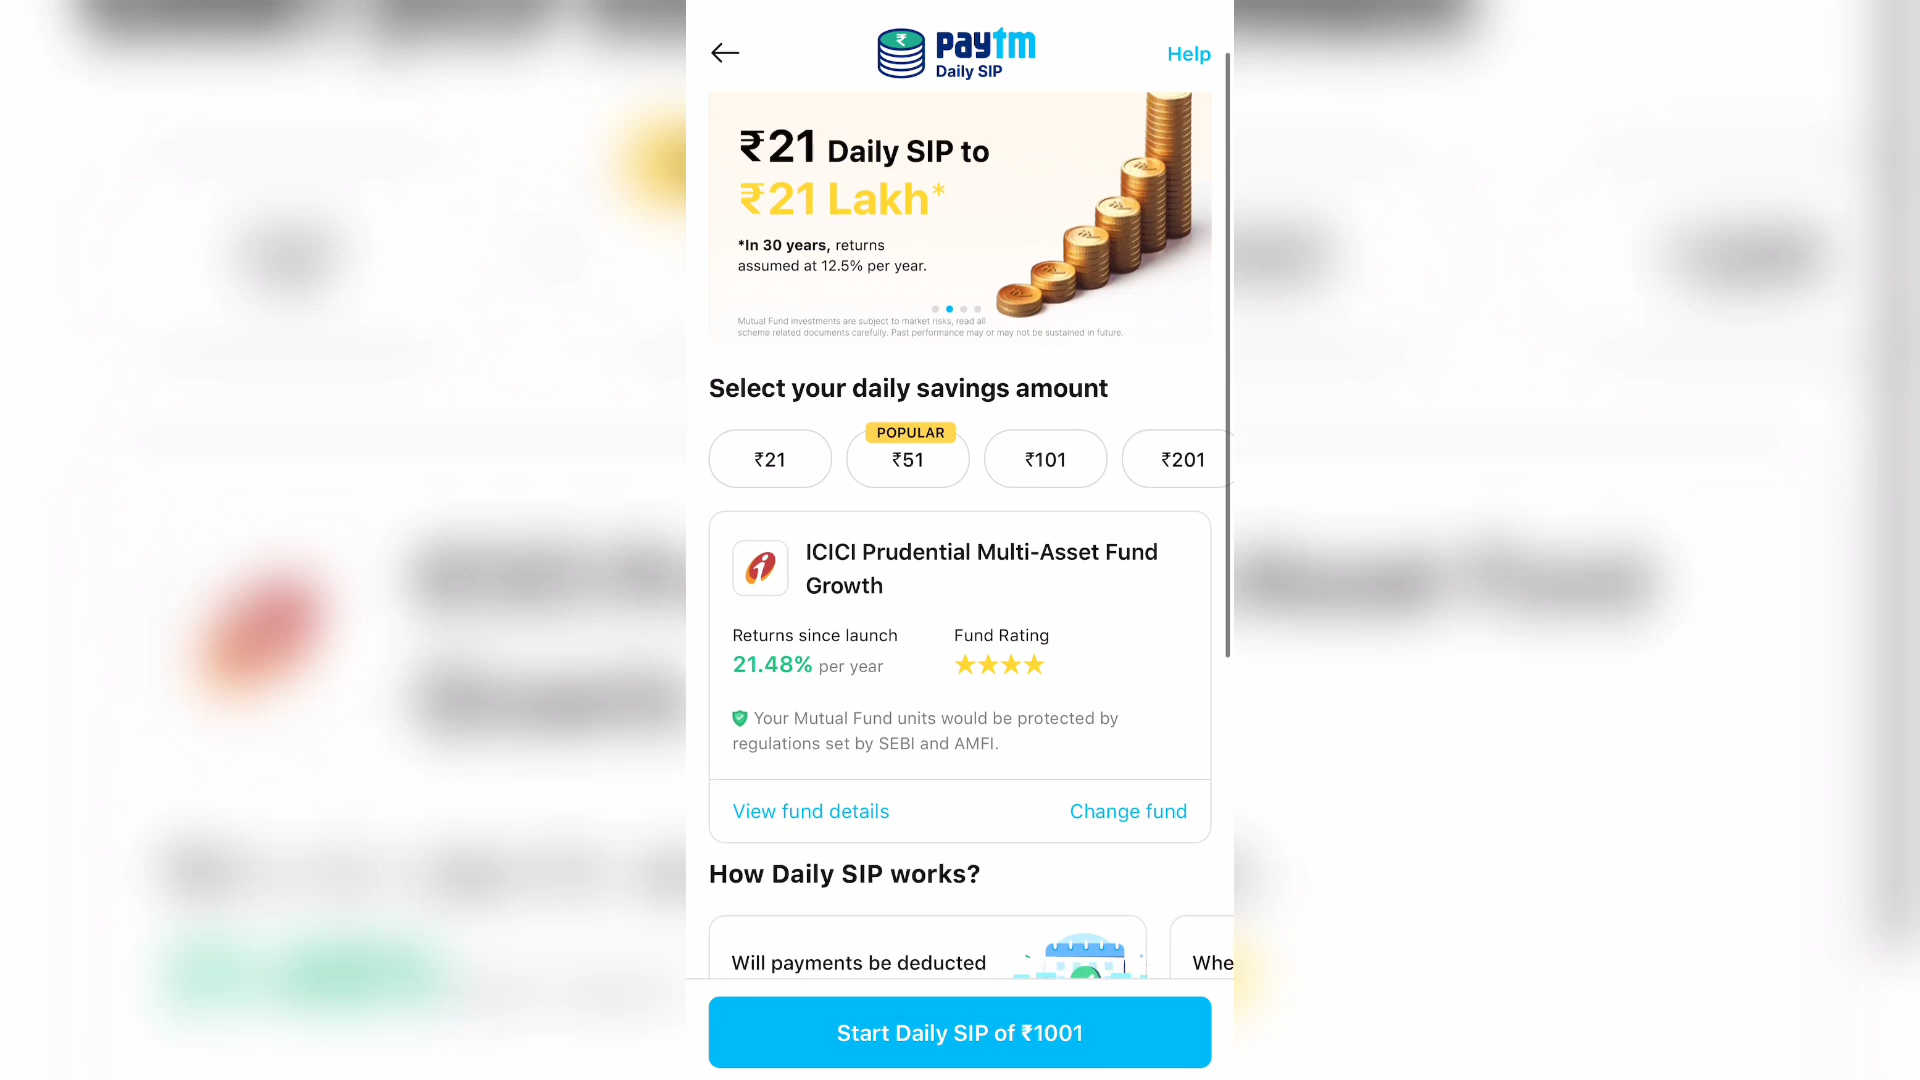 paytm
Daily SIP
Help
₹21 Daily SIP to
₹21 Lakh*
*In 30 years, returns
assumed at 12.5% per year.
Mutual Fund investments are subject to market risks, read all
scheme related documents carefully. Past performance may or may not be sustained in future.
Select your daily savings amount
POPULAR
₹21
₹51
₹101
₹201
ICICI Prudential Multi-Asset Fund
Growth
Returns since launch
Fund Rating
21.48% per year
Your Mutual Fund units would be protected by
regulations set by SEBI and AMFI.
View fund details
Change fund
How Daily SIP works?
Will payments be deducted
Whe
Start Daily SIP of ₹1001